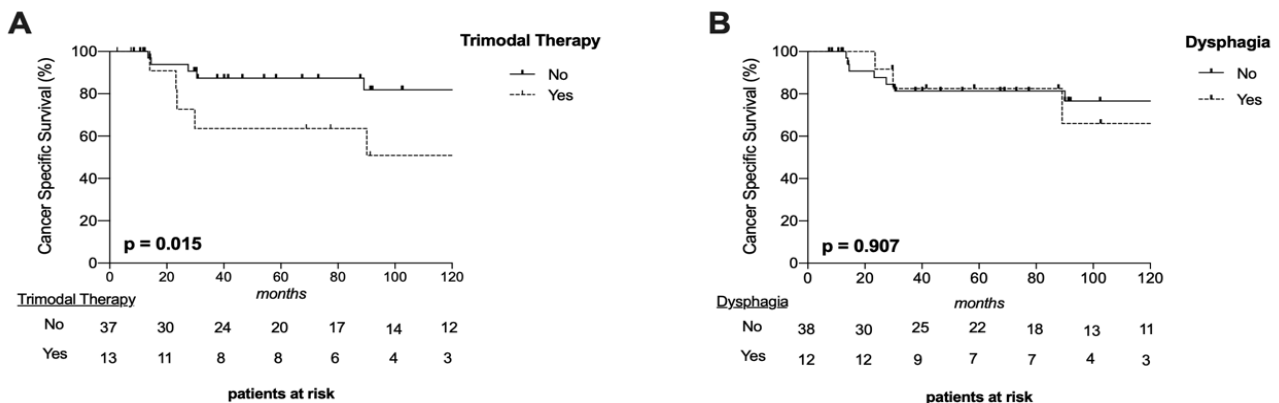 A
Trimodal Therapy
No
Yes
Cancer Specific Survival (%)
100
80
60
40
20
0
p = 0.015
0 20 40 60 80 100 120
months
Trimodal Therapy
No 37 30 24 20 17 14 12
Yes 13 11 8 8 6 4 3
patients at risk
B
Dysphagia
No
Yes
Cancer Specific Survival (%)
100
80
60
40
20
0
p = 0.907
0 20 40 60 80 100 120
months
Dysphagia
No 38 30 25 22 18 13 11
Yes 12 12 9 7 7 4 3
patients at risk